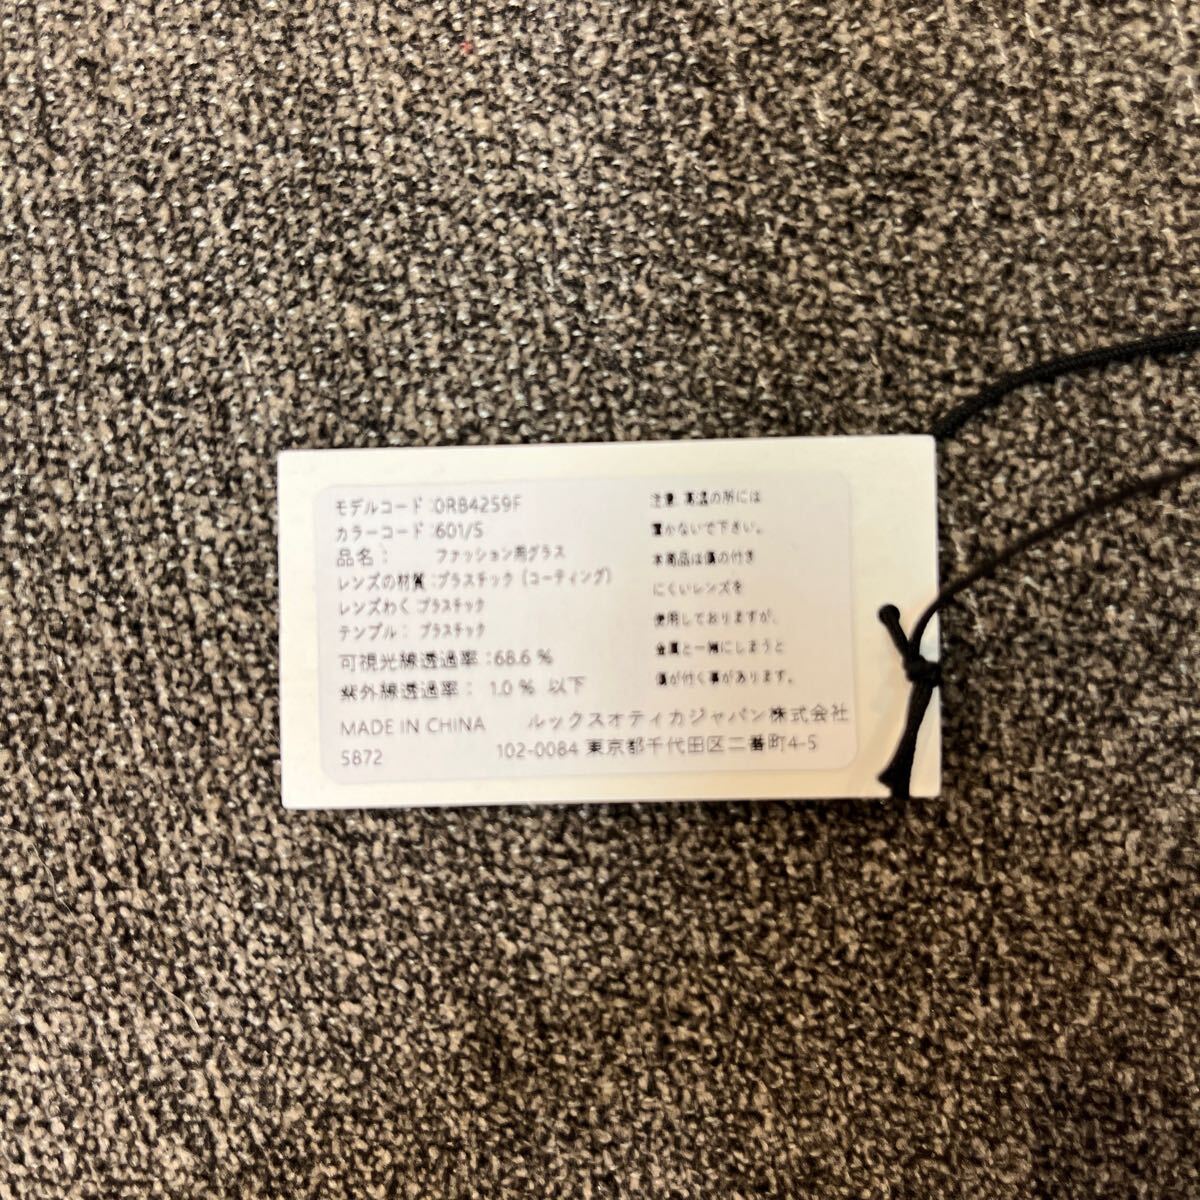 モデルコード :0RB4259F
カラーコード :601/5
品名: ファッション用グラス
レンズの材質 :プラスチック (コーティング)
レンズわく プラスチック
テンプル: プラスチック
可視光線透過率 :68.6 %
紫外線透過率: 1.0 % 以下
MADE IN CHINA ルックスオティカジャパン株式会社
5872 102-0084 東京都千代田区二番町4-5
注意 高温の所には
置かないで下さい。
本商品は傷の付き
にくいレンズを
使用しておりますが、
金属と一緒にしまうと
傷が付く事があります。